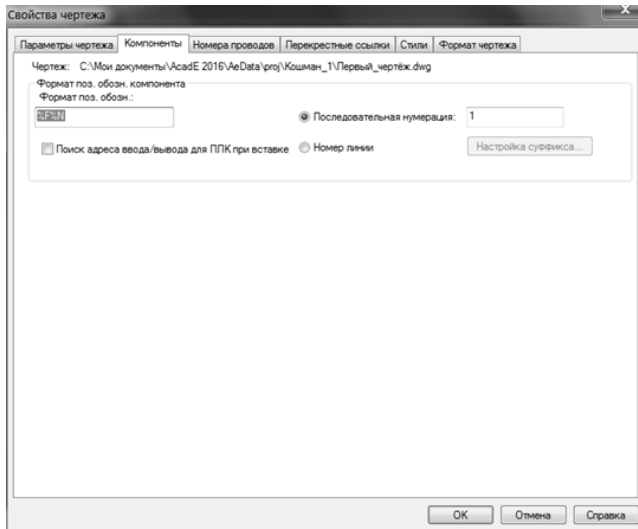 Свойства чертежа
Параметры чертежа Компоненты Номера проводов Перекрестные ссылки Стили Формат чертежа
Чертеж: C:\Мои документы\AcadE 2016\AeData\proj\Кошман_1\Первый_чертёж.dwg
Формат поз. обозн. компонента
Формат поз. обозн.:
%F%N Последовательная нумерация: 1
Поиск адреса ввода/вывода для ПЛК при вставке Номер линии Настройка суффикса...
OK Отмена Справка